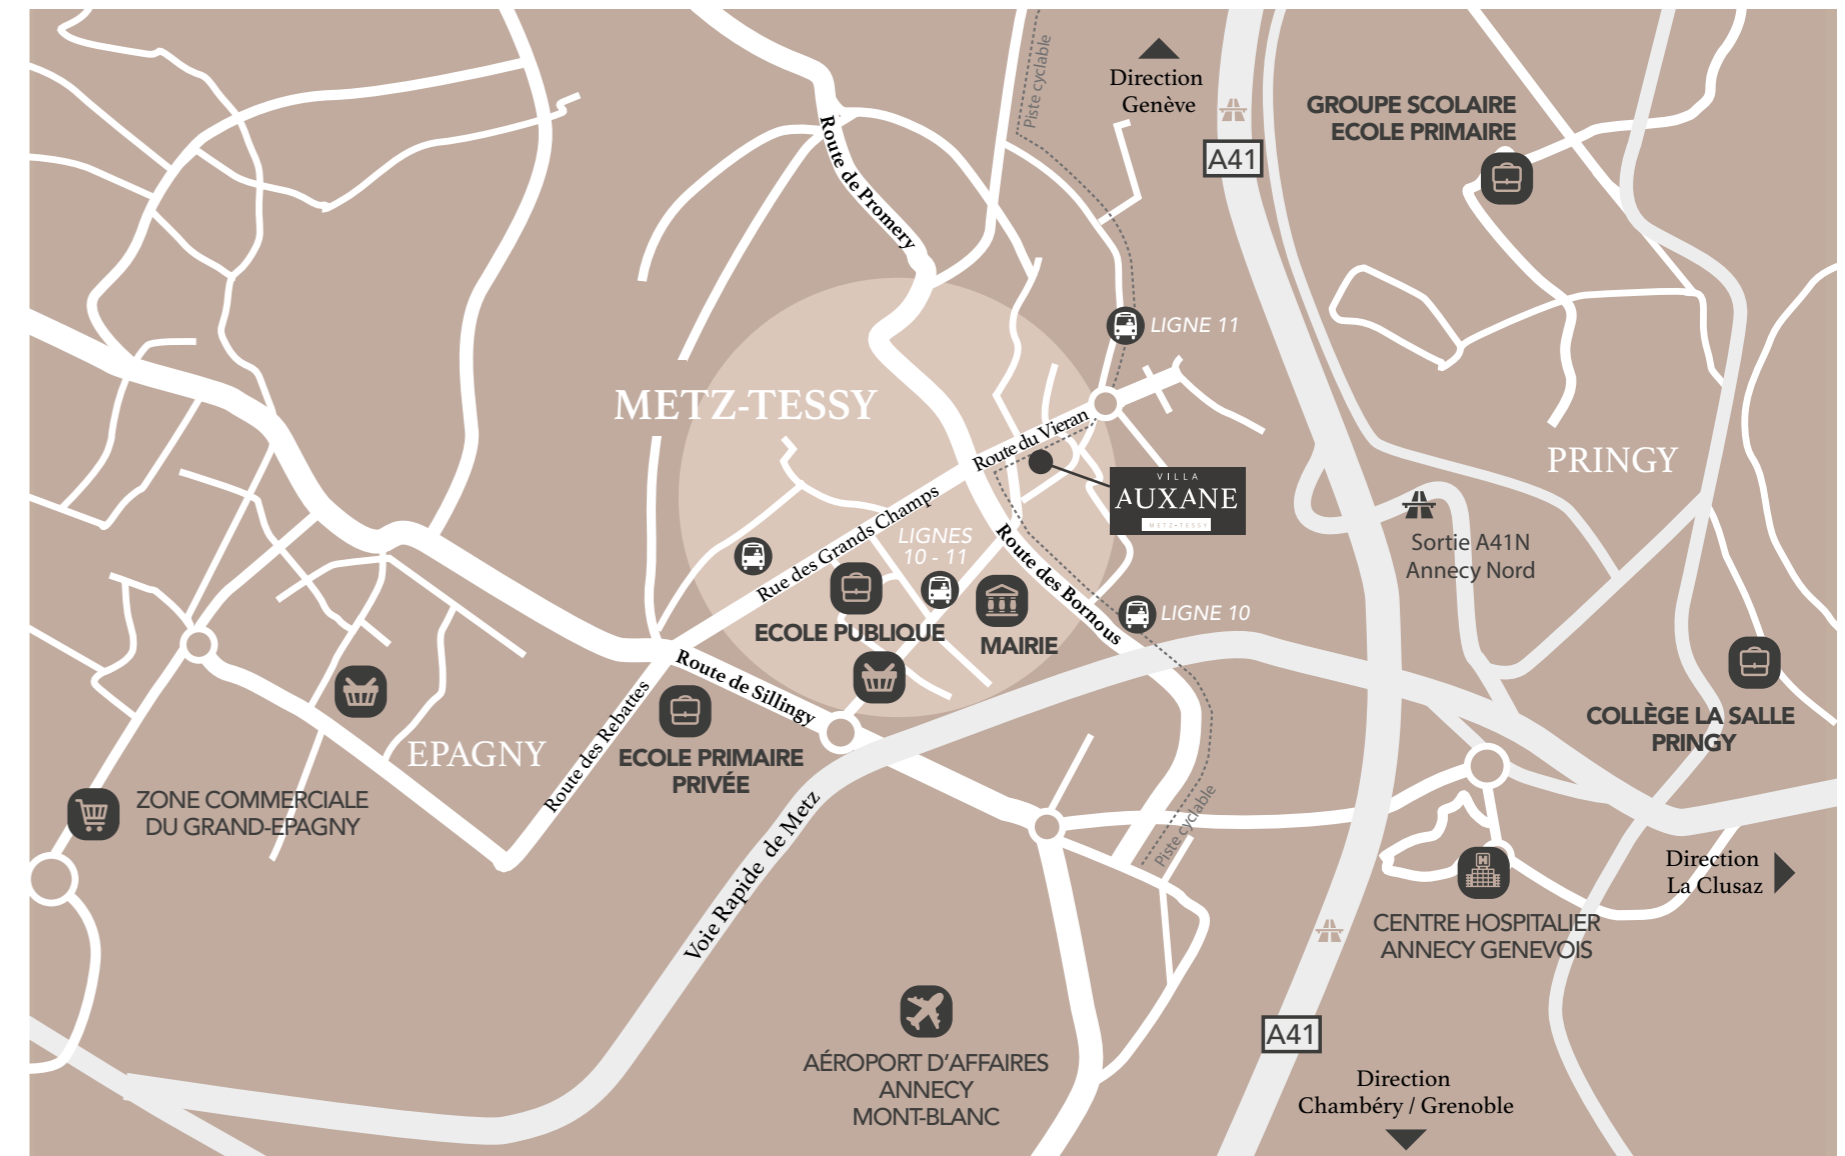 Piste cyclable
Direction
Genève
A41
GROUPE SCOLAIRE
ECOLE PRIMAIRE
Route de Promery
LIGNE 11
METZ-TESSY
Route du Vieran
PRINGY
VILLA
AUXANE
METZ-TESSY
Rue des Grands Champs
LIGNES
10 - 11
Route des Bornous
Sortie A41N
Annecy Nord
LIGNE 10
ECOLE PUBLIQUE
MAIRIE
Route de Sillingy
Route des Rebattes
EPAGNY
ECOLE PRIMAIRE
PRIVÉE
COLLÈGE LA SALLE
PRINGY
ZONE COMMERCIALE
DU GRAND-EPAGNY
Voie Rapide de Metz
Piste cyclable
Direction
La Clusaz
H
CENTRE HOSPITALIER
ANNECY GENEVOIS
AÉROPORT D'AFFAIRES
ANNECY
MONT-BLANC
A41
Direction
Chambéry / Grenoble